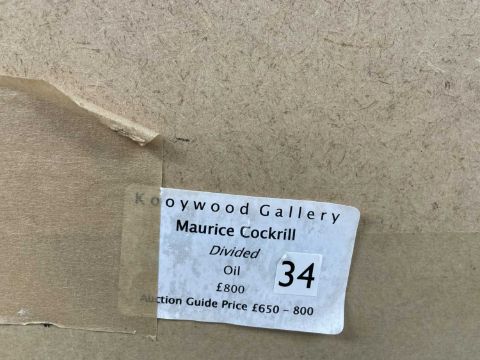 Kooywood Gallery
Maurice Cockrill
Divided
Oil
£800
34
Auction Guide Price £650 – 800